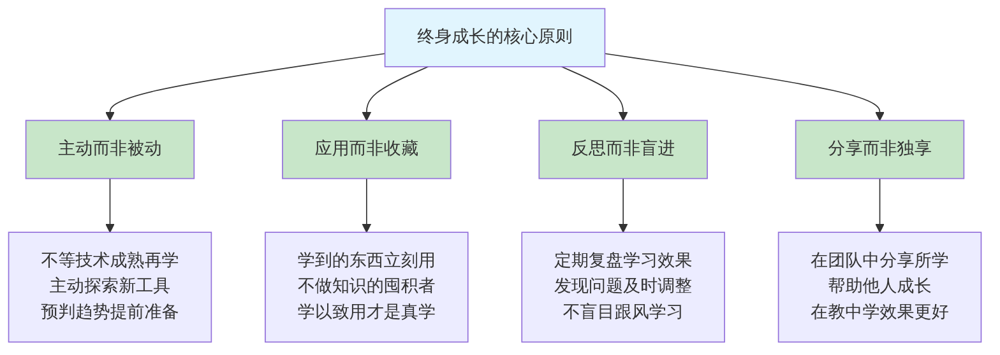 终身成长的核心原则
主动而非被动
应用而非收藏
反思而非盲进
分享而非独享
不等技术成熟再学
主动探索新工具
预判趋势提前准备
学到的东西立刻用
不做知识的囤积者
学以致用才是真学
定期复盘学习效果
发现问题及时调整
不盲目跟风学习
在团队中分享所学
帮助他人成长
在教中学效果更好